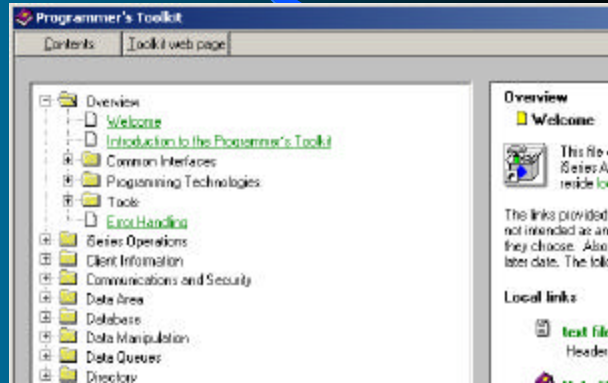 Programmer's Toolkit
Contents
Toolkit web page
Overview
Welcome
Introduction to the Programmer's Toolkit
Common Interfaces
Programming Technologies
Tools
Error Handling
iSeries Operations
Client Information
Communications and Security
Data Area
Database
Data Manipulation
Data Queues
Directory
Overview
Welcome
This file
iSeries A
reside lo
The links provided
not intended as an
they choose. Also
later date. The foll
Local links
text file
Header